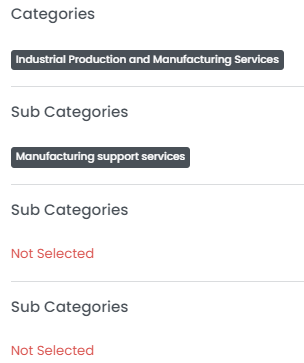 Categories
Industrial Production and Manufacturing Services
Sub Categories
Manufacturing support services
Sub Categories
Not Selected
Sub Categories
Not Selected